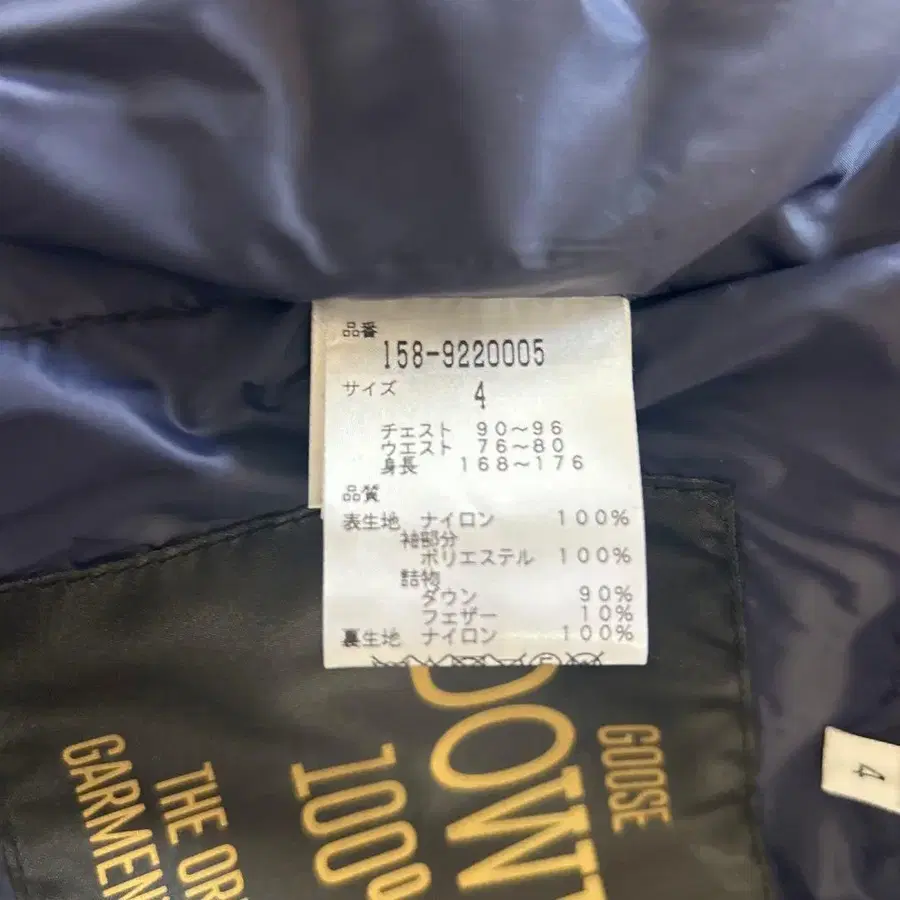 品番
158-9220005
サイズ 4
チェスト 90~96
ウエスト 76~80
身長 168~176
品質
表生地 ナイロン 100%
袖部分
ポリエステル 100%
詰物
ダウン 90%
フェザー 10%
裏生地 ナイロン 100%
GOOSE
DOW
100%
THE OR
GARMEN
4